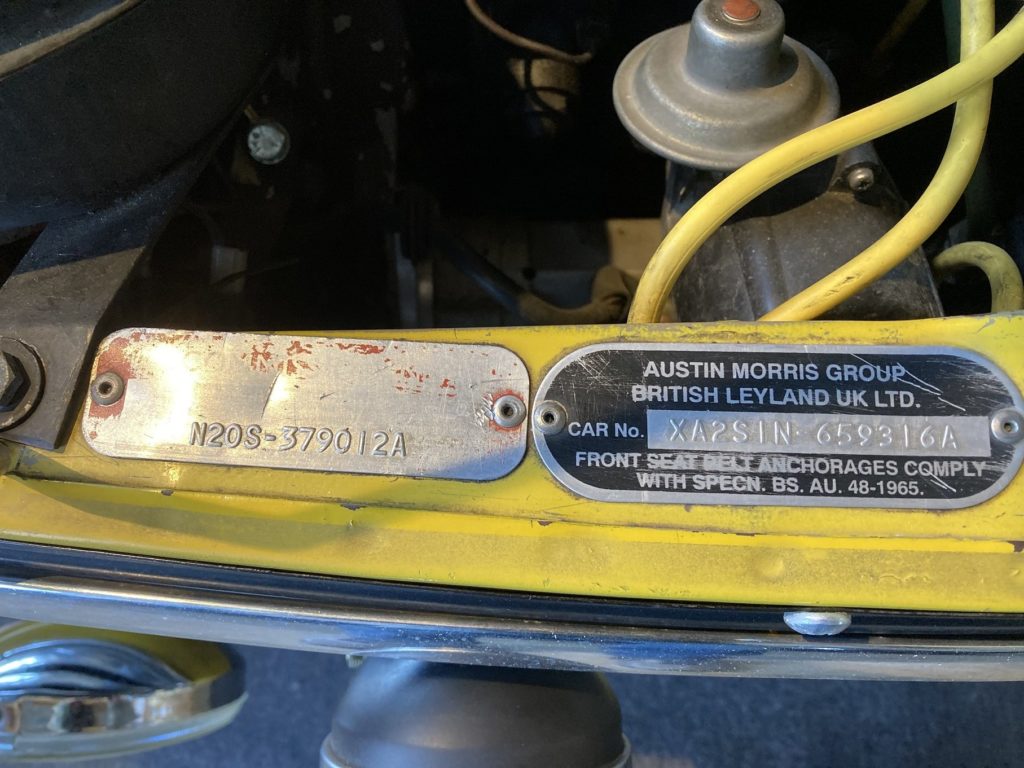 N20S-379012A
AUSTIN MORRIS GROUP
BRITISH LEYLAND UK LTD.
CAR No. XA2S1N· 659316A
FRONT SEAT BELT ANCHORAGES COMPLY
WITH SPECN. BS. AU. 48-1965.